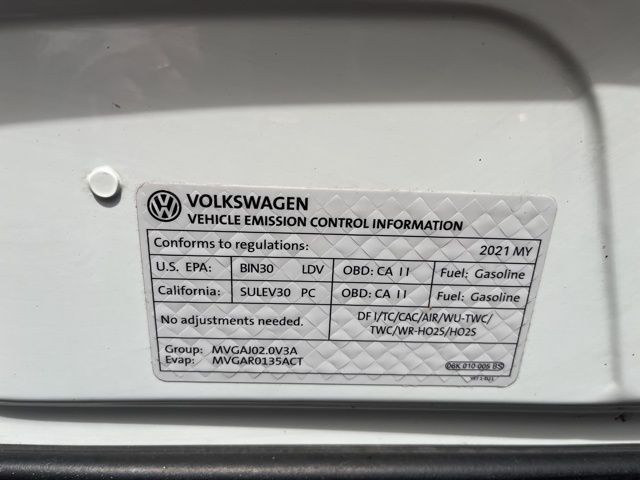 VOLKSWAGEN
VEHICLE EMISSION CONTROL INFORMATION
Conforms to regulations: 2021 MY
U.S. EPA: BIN30 LDV OBD: CA II Fuel: Gasoline
California: SULEV30 PC OBD: CA II Fuel: Gasoline
No adjustments needed.
DFI/TC/CAC/AIR/WU-TWC/
TWC/WR-HO2S/HO2S
Group: MVGAJ02.0V3A
Evap: MVGAR0135ACT
06K 010 005 BS